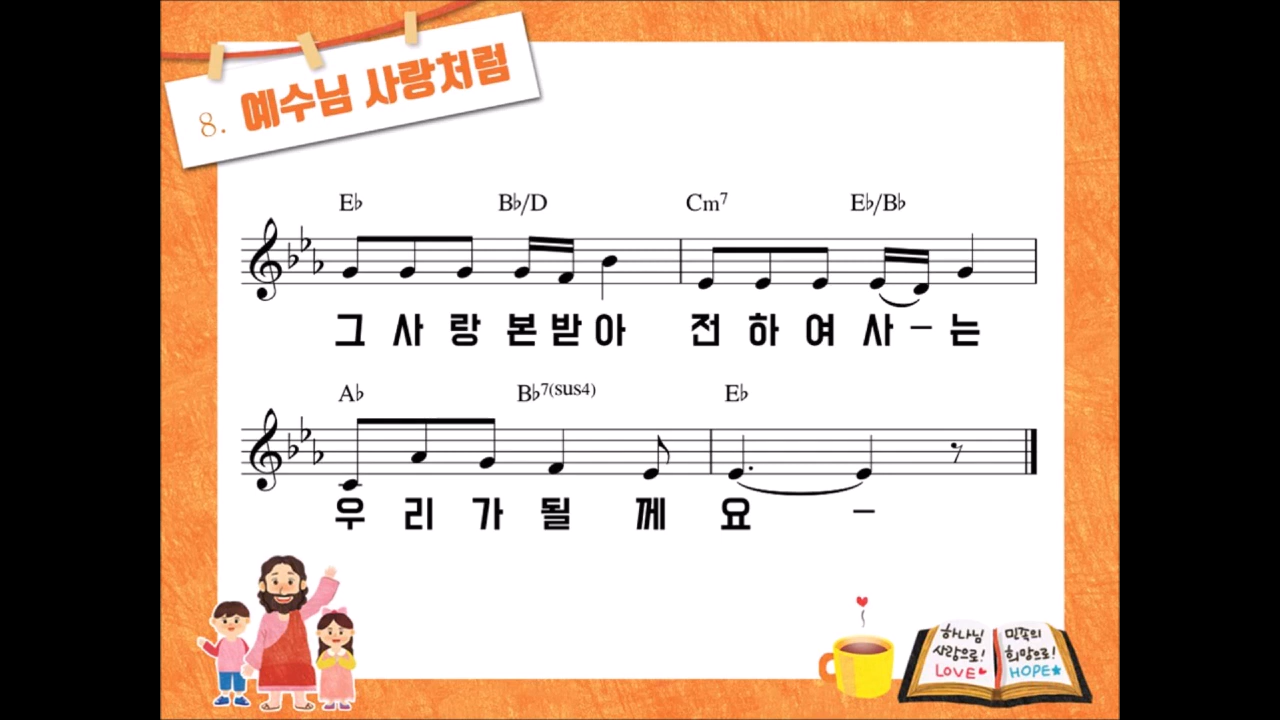 8. 예수님 사랑처럼
E♭ B♭/D Cm7 E♭/B♭
그 사 랑 본 받 아 전 하 여 사 - 는
A♭ B♭7(sus4) E♭
우 리 가 될 께 요 -
하나님 민족의
사랑으로! 희망으로!
LOVE HOPE